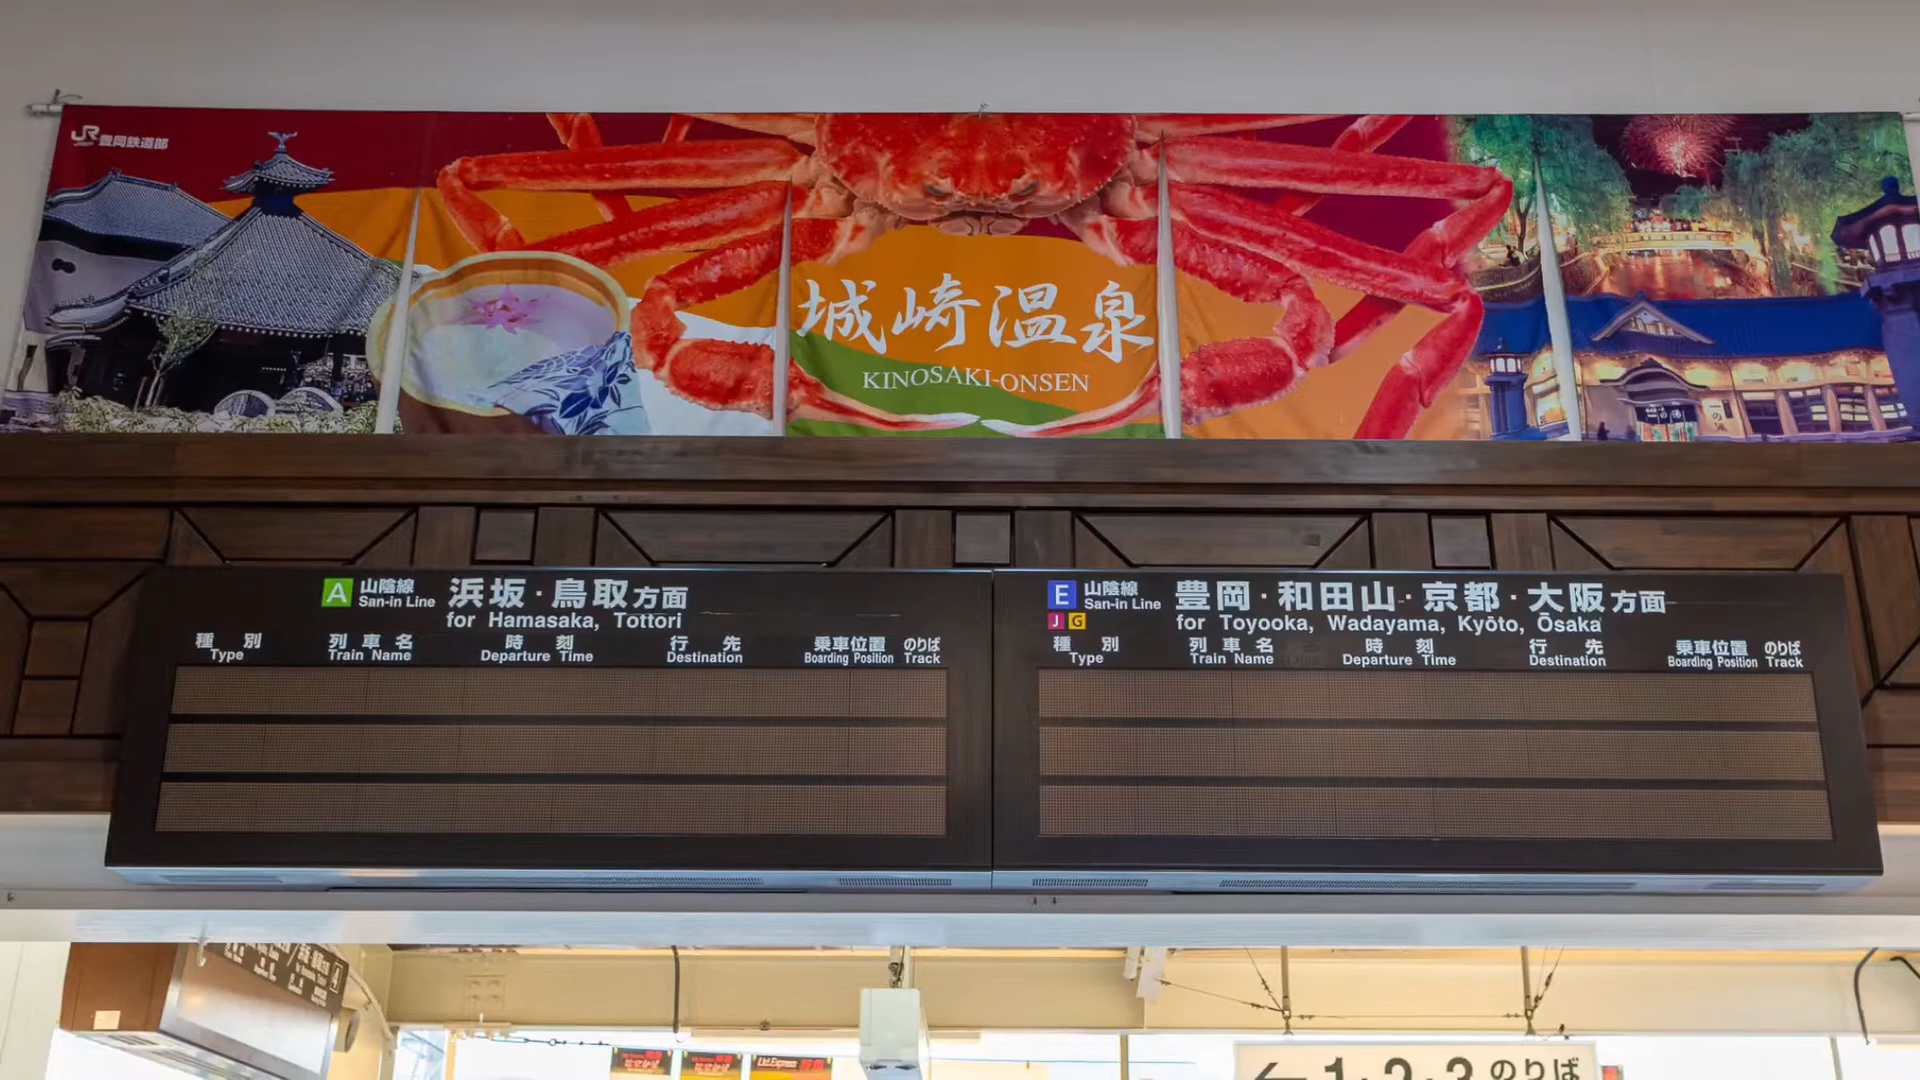 JR 豊岡鉄道部
城崎温泉
KINOSAKI-ONSEN
A 山陰線 浜坂・鳥取方面
San-in Line for Hamasaka, Tottori
種別 列車名 時刻 行先 乗車位置 のりば
Type Train Name Departure Time Destination Boarding Position Track
E 山陰線 豊岡・和田山・京都・大阪方面
San-in Line
J G for Toyooka, Wadayama, Kyōto, Ōsaka
種別 列車名 時刻 行先 乗車位置 のりば
Type Train Name Departure Time Destination Boarding Position Track
← 1・2・3 のりば